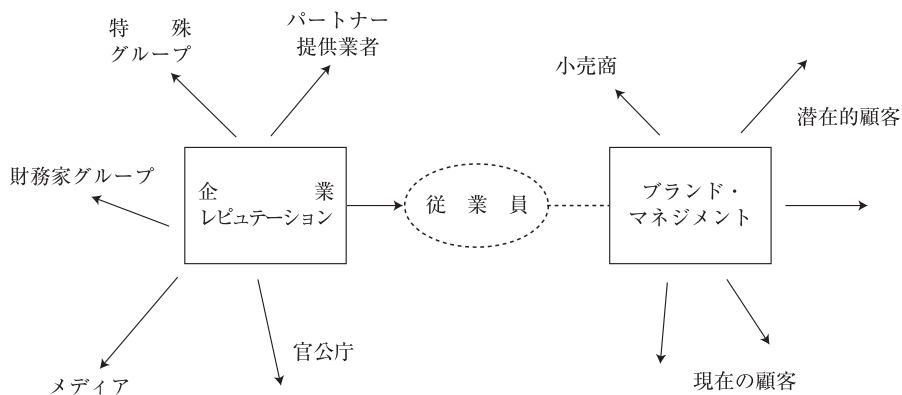 特 殊
グループ
パートナー
提供業者
小売商
潜在的顧客
財務家グループ
企 業
レピュテーション
従 業 員
ブランド・
マネジメント
官公庁
メディア
現在の顧客